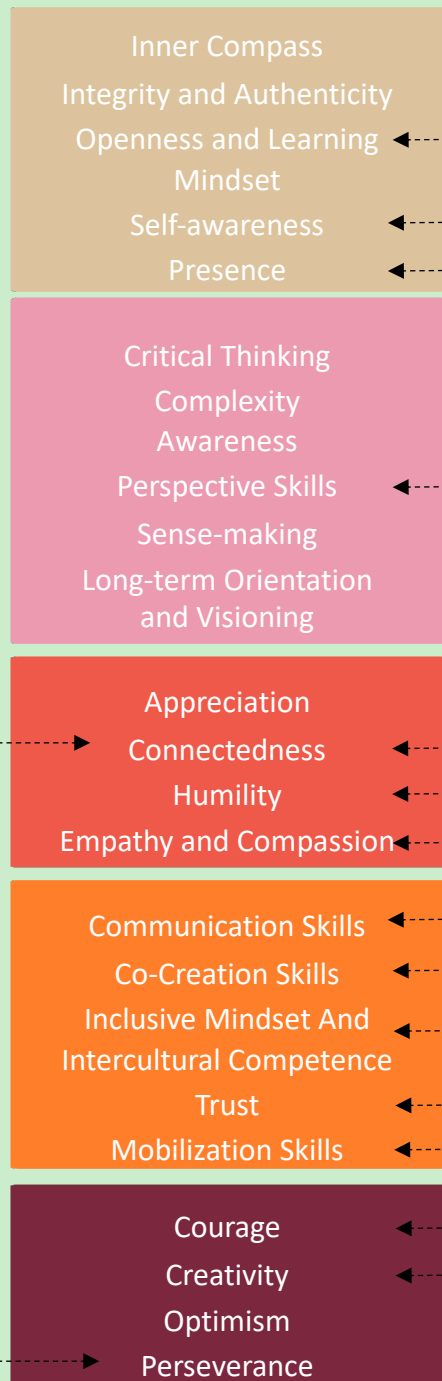 Inner Compass
Integrity and Authenticity
Openness and Learning
Mindset
Self-awareness
Presence
Critical Thinking
Complexity
Awareness
Perspective Skills
Sense-making
Long-term Orientation
and Visioning
Appreciation
Connectedness
Humility
Empathy and Compassion
Communication Skills
Co-Creation Skills
Inclusive Mindset And
Intercultural Competence
Trust
Mobilization Skills
Courage
Creativity
Optimism
Perseverance